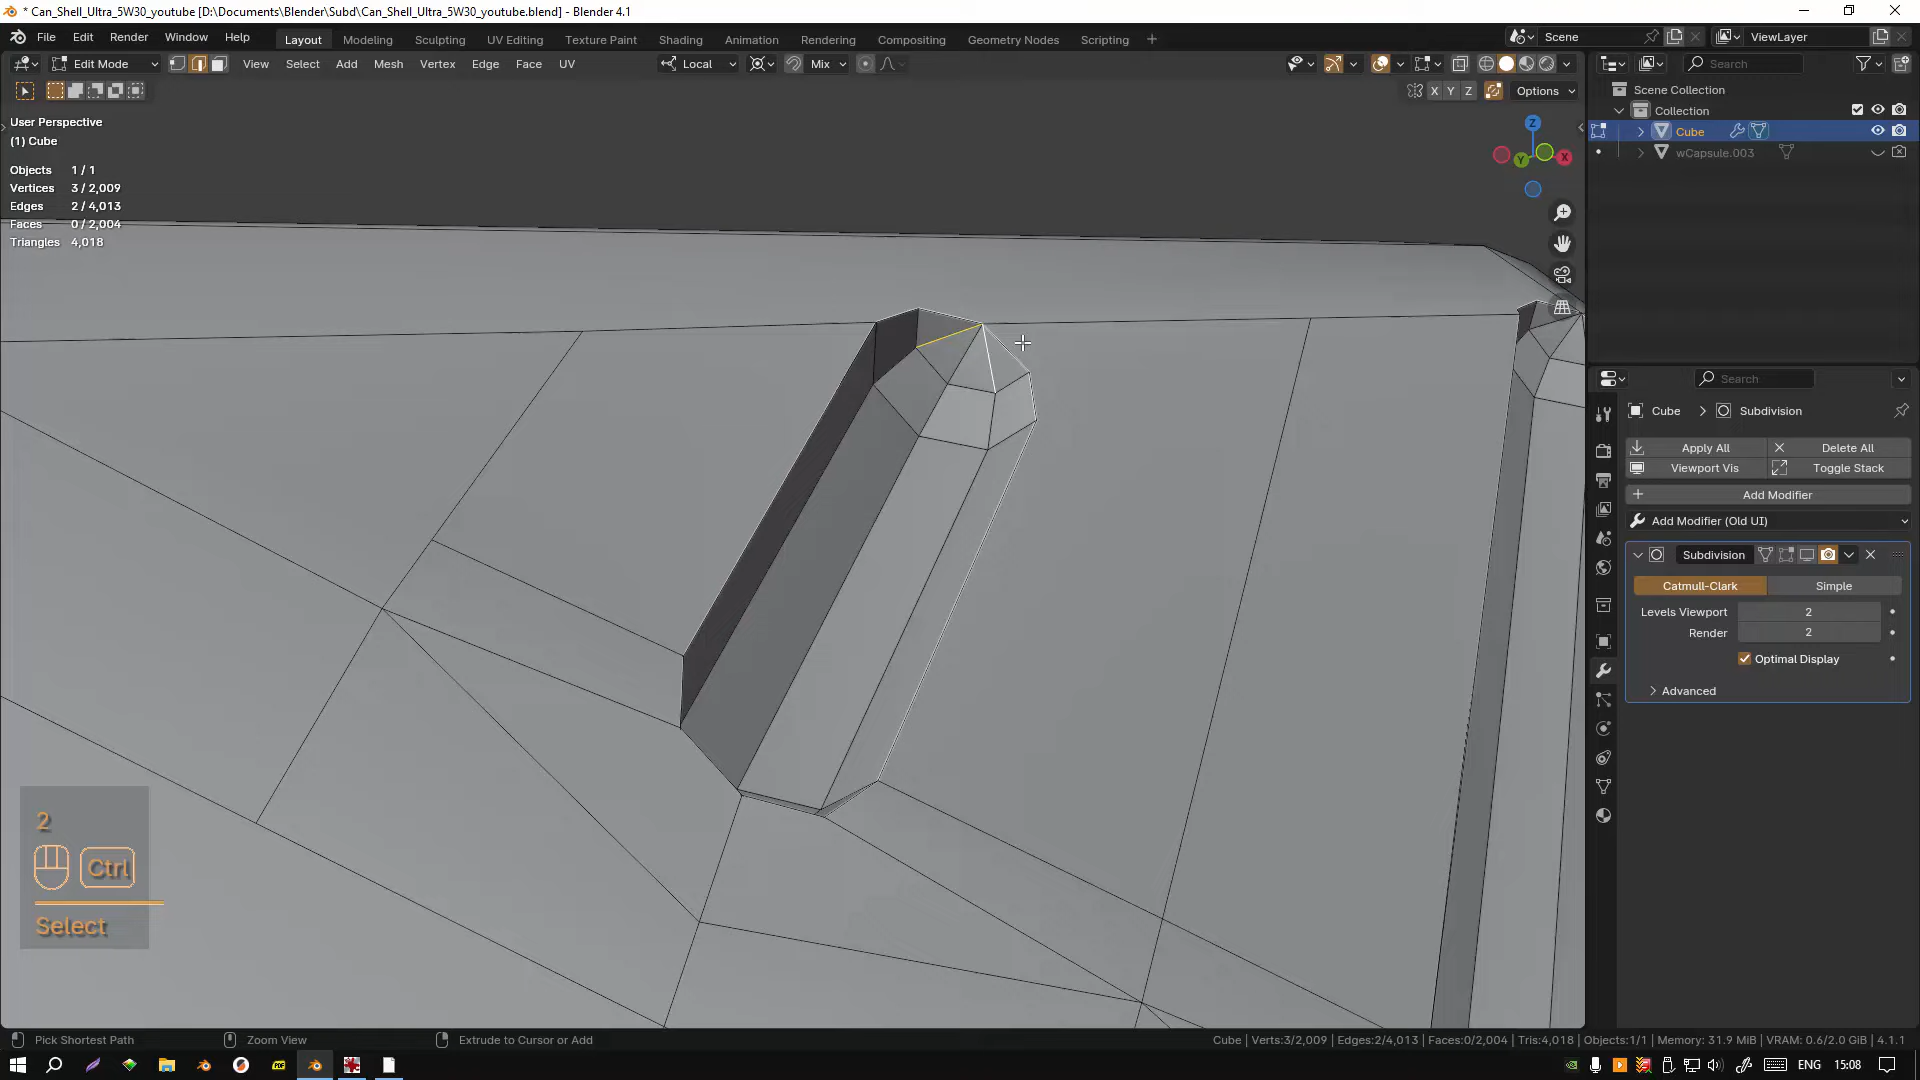 * Can_Shell_Ultra_5W30_youtube [D:\Documents\Blender\Subd\Can_Shell_Ultra_5W30_youtube.blend] - Blender 4.1
File Edit Render Window Help
Layout Modeling Sculpting UV Editing Texture Paint Shading Animation Rendering Compositing Geometry Nodes Scripting
Scene
ViewLayer
Edit Mode
View Select Add Mesh Vertex Edge Face UV
Local
Mix
Search
X Y Z
Options
User Perspective
(1) Cube
Objects 1 / 1
Vertices 3 / 2,009
Edges 2 / 4,013
Faces 0 / 2,004
Triangles 4,018
Z
Y
X
Scene Collection
Collection
Cube
wCapsule.003
Search
Cube > Subdivision
Apply All
Delete All
Viewport Vis
Toggle Stack
Add Modifier
Add Modifier (Old UI)
Subdivision
Catmull-Clark
Simple
Levels Viewport 2
Render 2
Optimal Display
Advanced
2
Ctrl
Select
Pick Shortest Path
Zoom View
Extrude to Cursor or Add
Cube | Verts:3/2,009 | Edges:2/4,013 | Faces:0/2,004 | Tris:4,018 | Objects:1/1 | Memory: 31.9 MiB | VRAM: 0.6/2.0 GiB | 4.1.1
ENG
15:08